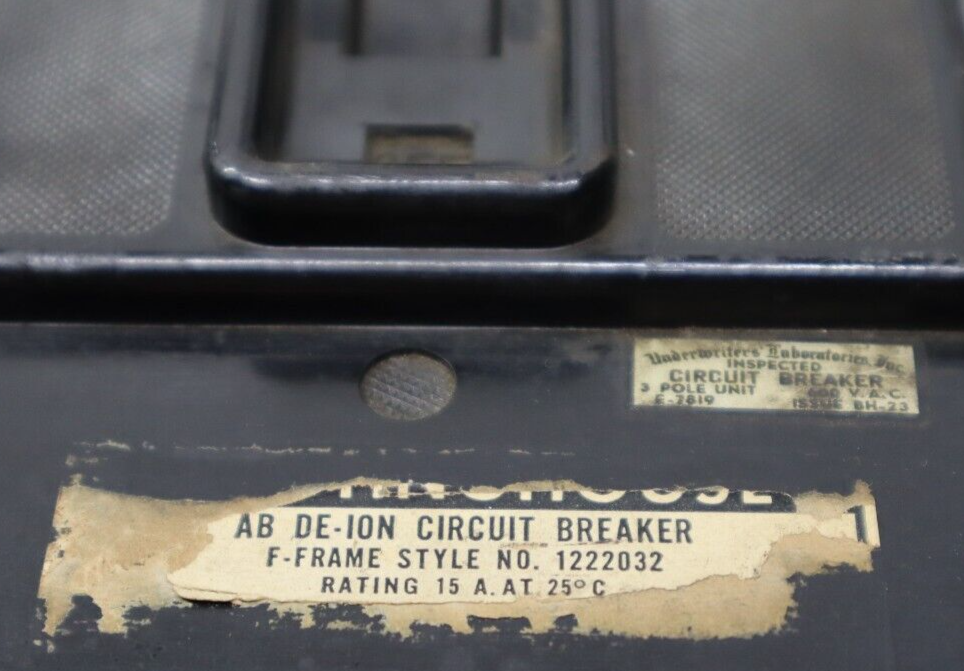 Underwriters Laboratories, Inc.
INSPECTED
CIRCUIT BREAKER
3 POLE UNIT 600 V.A.C.
E-2819 ISSUE BH-23
AB DE-ION CIRCUIT BREAKER
F-FRAME STYLE NO. 1222032
RATING 15 A. AT 25° C